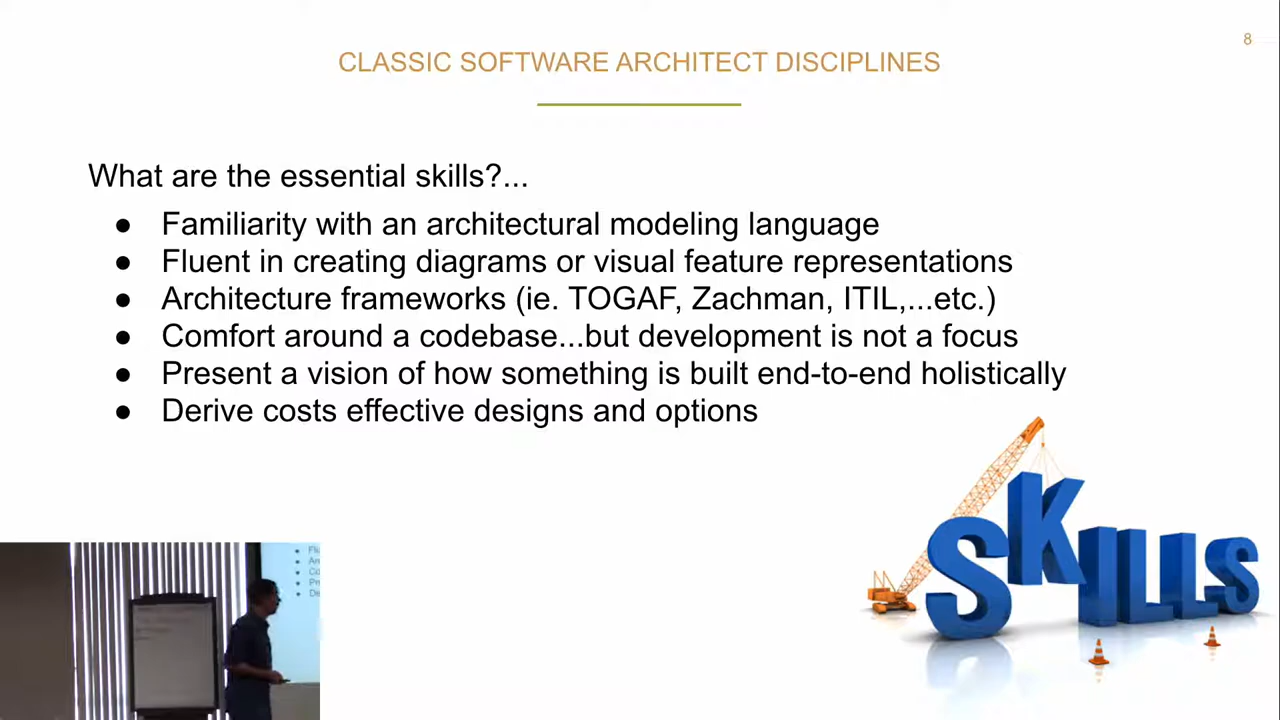 8
CLASSIC SOFTWARE ARCHITECT DISCIPLINES
What are the essential skills?...
● Familiarity with an architectural modeling language
● Fluent in creating diagrams or visual feature representations
● Architecture frameworks (ie. TOGAF, Zachman, ITIL,...etc.)
● Comfort around a codebase...but development is not a focus
● Present a vision of how something is built end-to-end holistically
● Derive costs effective designs and options
SKILLS